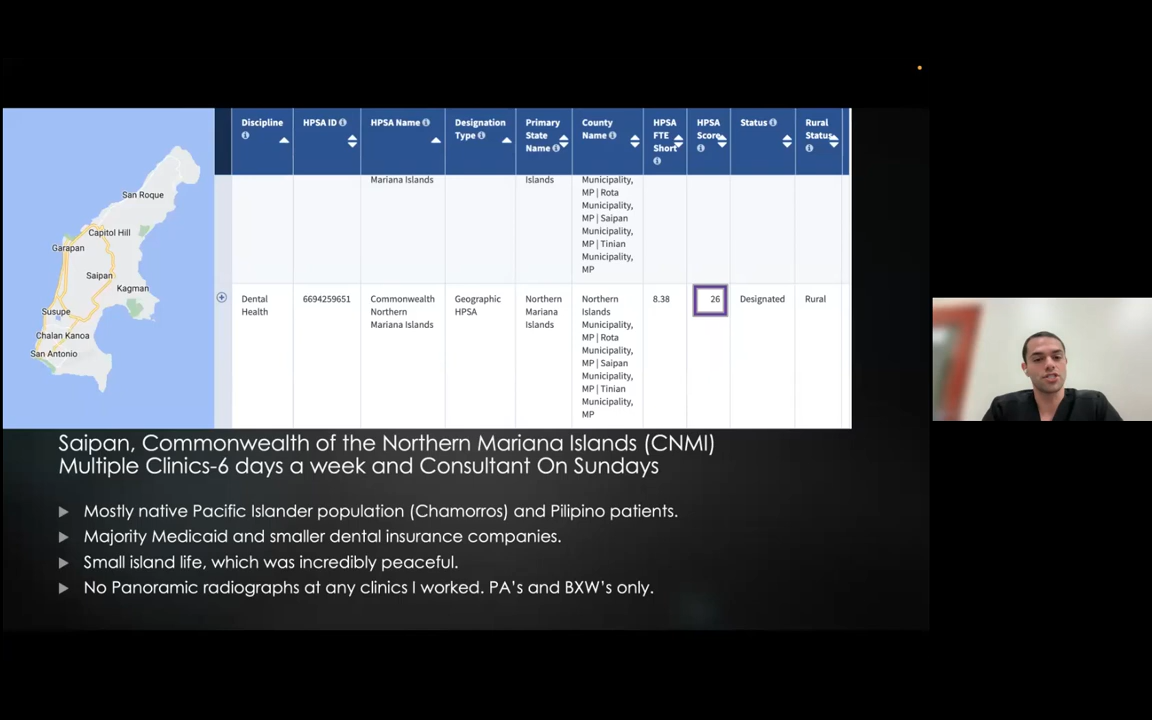 San Roque
Capitol Hill
Garapan
Saipan
Kagman
Susupe
Chalan Kanoa
San Antonio
Discipline
HPSA ID
HPSA Name
Designation
Type
Primary
State
Name
County
Name
HPSA
FTE
Short
HPSA
Score
Status
Rural
Status
Mariana Islands
Islands
Municipality,
MP | Rota
Municipality,
MP | Saipan
Municipality,
MP | Tinian
Municipality,
MP
Dental
Health
6694259651
Commonwealth
Northern
Mariana Islands
Geographic
HPSA
Northern
Mariana
Islands
Northern
Islands
Municipality,
MP | Rota
Municipality,
MP | Saipan
Municipality,
MP | Tinian
Municipality,
MP
8.38
26
Designated
Rural
Saipan, Commonwealth of the Northern Mariana Islands (CNMI)
Multiple Clinics-6 days a week and Consultant On Sundays
Mostly native Pacific Islander population (Chamorros) and Pilipino patients.
Majority Medicaid and smaller dental insurance companies.
Small island life, which was incredibly peaceful.
No Panoramic radiographs at any clinics I worked. PA's and BXW's only.